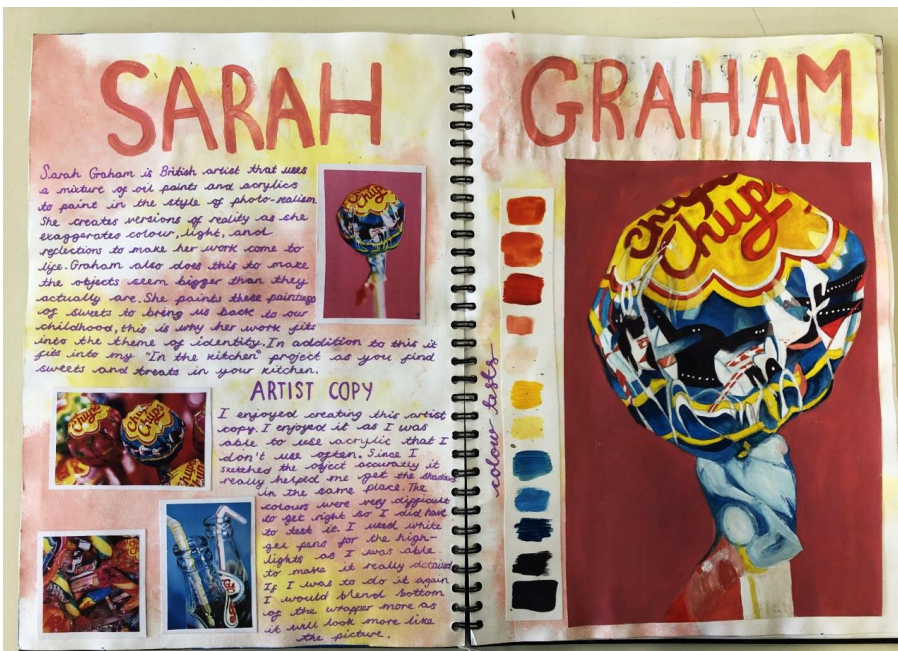 SARAH
GRAHAM
Sarah Graham is British artist that uses
a mixture of oil paints and acrylics
to paint in the style of photo-realism
She creates versions of reality as she
exaggerates colour, light, and
reflections to make her work come to
life. Graham also does this to make
the objects seem bigger than they
actually are. She paints these paintings
of sweets to bring us back to our
childhood, this is why her work fits
into the theme of identity. In addition to this it
fits into my "In the kitchen" project as you find
sweets and treats in your kitchen.
ARTIST COPY
I enjoyed creating this artist
copy. I enjoyed it as I was
able to use acrylic that I
don't use often. Since I
sketched the object accurately it
really helped me get the shadows
in the same place. The
colours were very difficult
to get right so I did have
to test it. I used white
gel pens for the high-
lights as I was able
to make it really detailed
If I was to do it again
I would blend bottom
of the wrapper more as
it will look more like
the picture.
Chups
Chups
Chups
colour tests
Chups
Chups